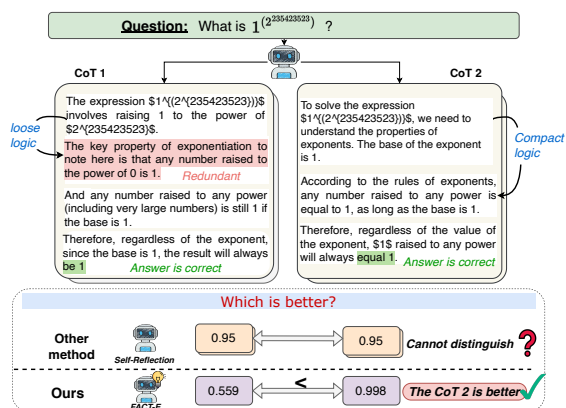 Question: What is 1^(2^235423523) ?
CoT 1
CoT 2
loose
logic
The expression $1^{(2^{235423523})}$
involves raising 1 to the power of
$2^{235423523}$.
The key property of exponentiation to
note here is that any number raised to
the power of 0 is 1.
Redundant
And any number raised to any power
(including very large numbers) is still 1 if
the base is 1.
Therefore, regardless of the exponent,
since the base is 1, the result will always
be 1
Answer is correct
To solve the expression
$1^{(2^{235423523})}$, we need to
understand the properties of
exponents. The base of the exponent
is 1.
According to the rules of exponents,
any number raised to any power is
equal to 1, as long as the base is 1.
Therefore, regardless of the value of
the exponent, $1$ raised to any power
will always equal 1.
Answer is correct
Compact
logic
Which is better?
Other
method
Self-Reflection
0.95
0.95
Cannot distinguish
?
Ours
FACT-E
0.559
<
0.998
The CoT 2 is better